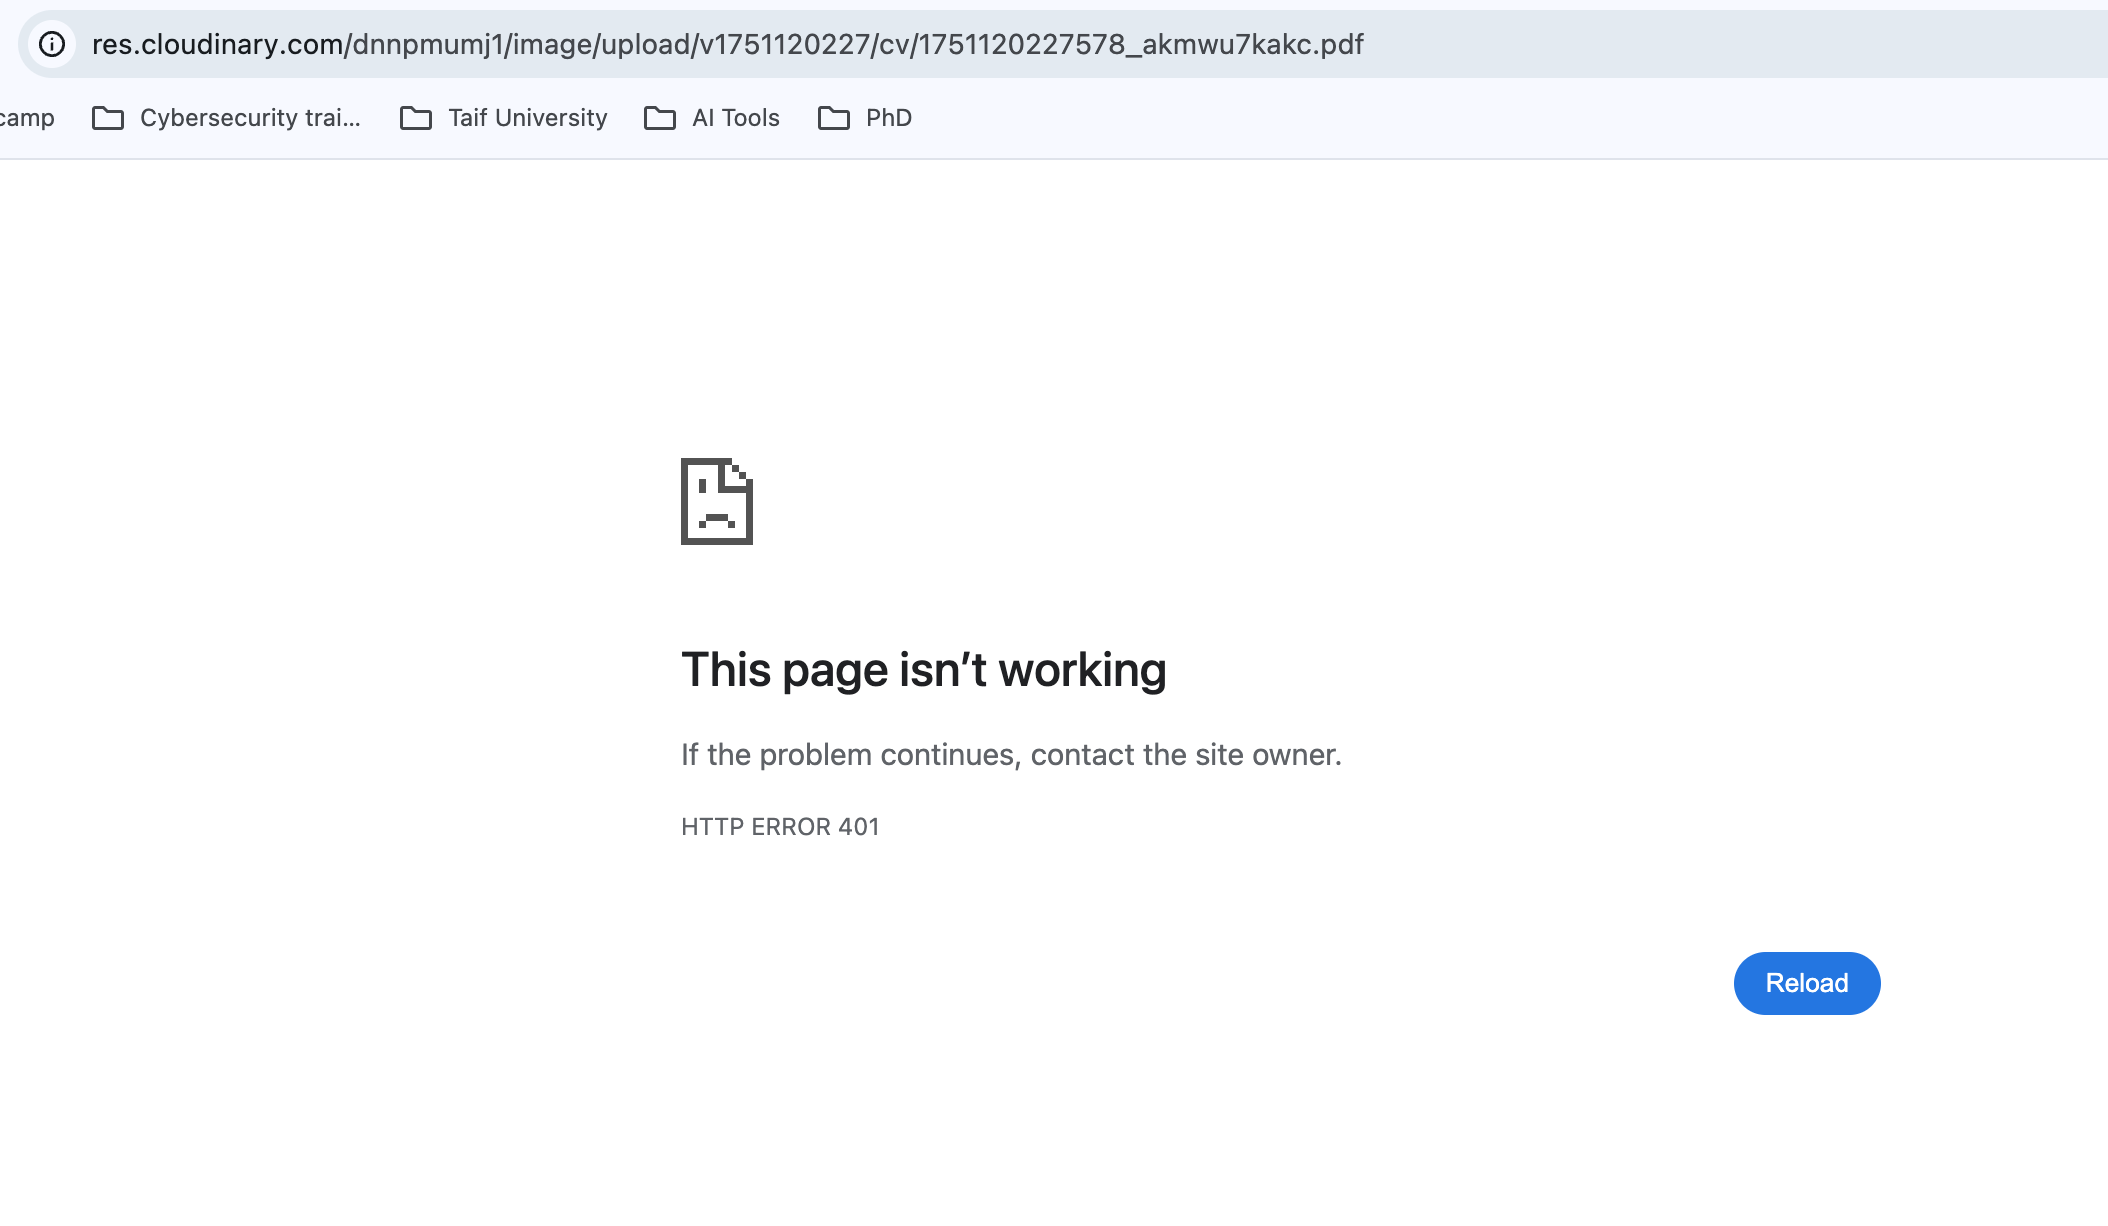 res.cloudinary.com/dnnpmumj1/image/upload/v1751120227/cv/1751120227578_akmwu7kakc.pdf
camp Cybersecurity trai... Taif University AI Tools PhD
This page isn’t working
If the problem continues, contact the site owner.
HTTP ERROR 401
Reload